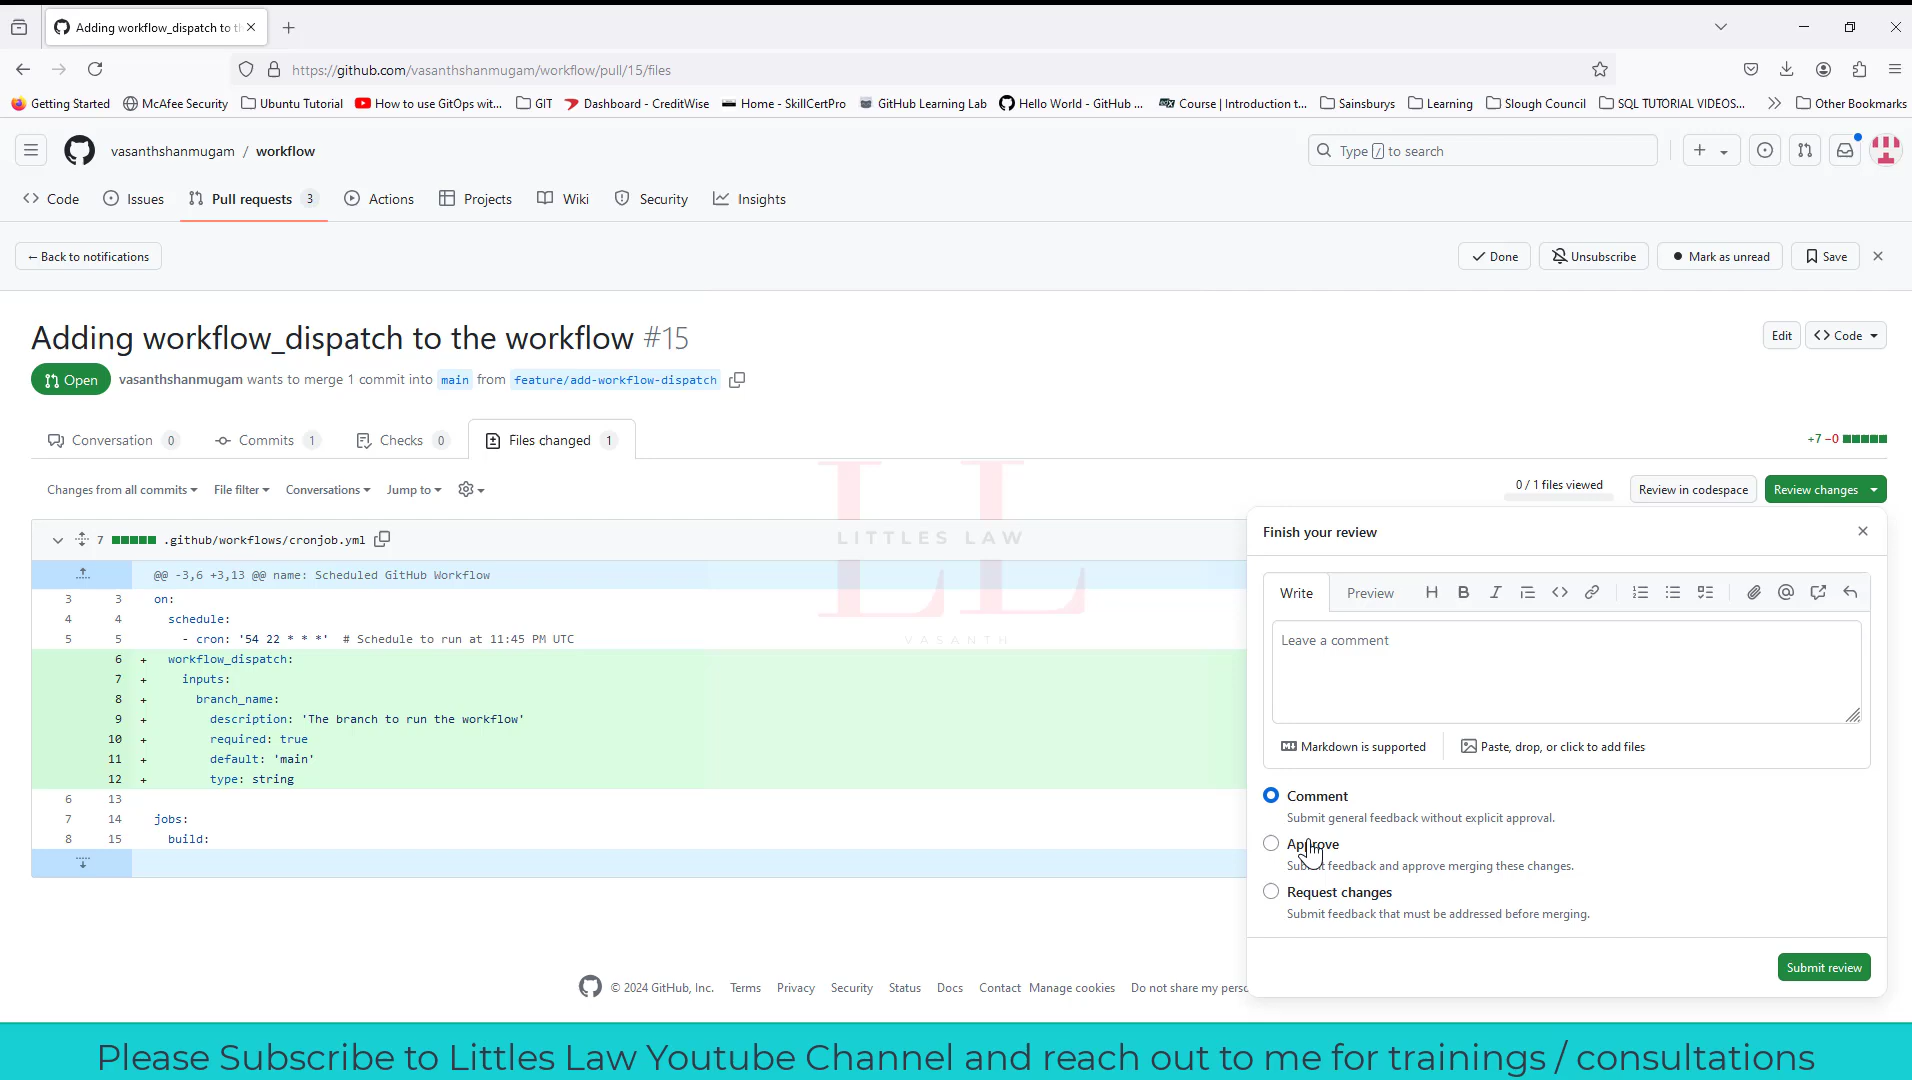 Adding workflow_dispatch to th
https://github.com/vasanthshanmugam/workflow/pull/15/files
Getting Started McAfee Security Ubuntu Tutorial How to use GitOps wit... GIT Dashboard - CreditWise Home - SkillCertPro GitHub Learning Lab Hello World - GitHub ... Course | Introduction t... Sainsburys Learning Slough Council SQL TUTORIAL VIDEOS... Other Bookmarks
vasanthshanmugam / workflow
Type / to search
Code Issues Pull requests 3 Actions Projects Wiki Security Insights
← Back to notifications
Done Unsubscribe Mark as unread Save
Adding workflow_dispatch to the workflow #15
Edit Code
Open vasanthshanmugam wants to merge 1 commit into main from feature/add-workflow-dispatch
Conversation 0 Commits 1 Checks 0 Files changed 1
+7 −0
Changes from all commits File filter Conversations Jump to
0 / 1 files viewed Review in codespace Review changes
7 .github/workflows/cronjob.yml
@@ -3,6 +3,13 @@ name: Scheduled GitHub Workflow
3 3 on:
4 4 schedule:
5 5 - cron: '54 22 * * *' # Schedule to run at 11:45 PM UTC
6 + workflow_dispatch:
7 + inputs:
8 + branch_name:
9 + description: 'The branch to run the workflow'
10 + required: true
11 + default: 'main'
12 + type: string
6 13
7 14 jobs:
8 15 build:
LL
LITTLES LAW
VASANTH
Finish your review
Write Preview
Leave a comment
Markdown is supported Paste, drop, or click to add files
Comment
Submit general feedback without explicit approval.
Approve
Submit feedback and approve merging these changes.
Request changes
Submit feedback that must be addressed before merging.
Submit review
© 2024 GitHub, Inc. Terms Privacy Security Status Docs Contact Manage cookies Do not share my perso
Please Subscribe to Littles Law Youtube Channel and reach out to me for trainings / consultations